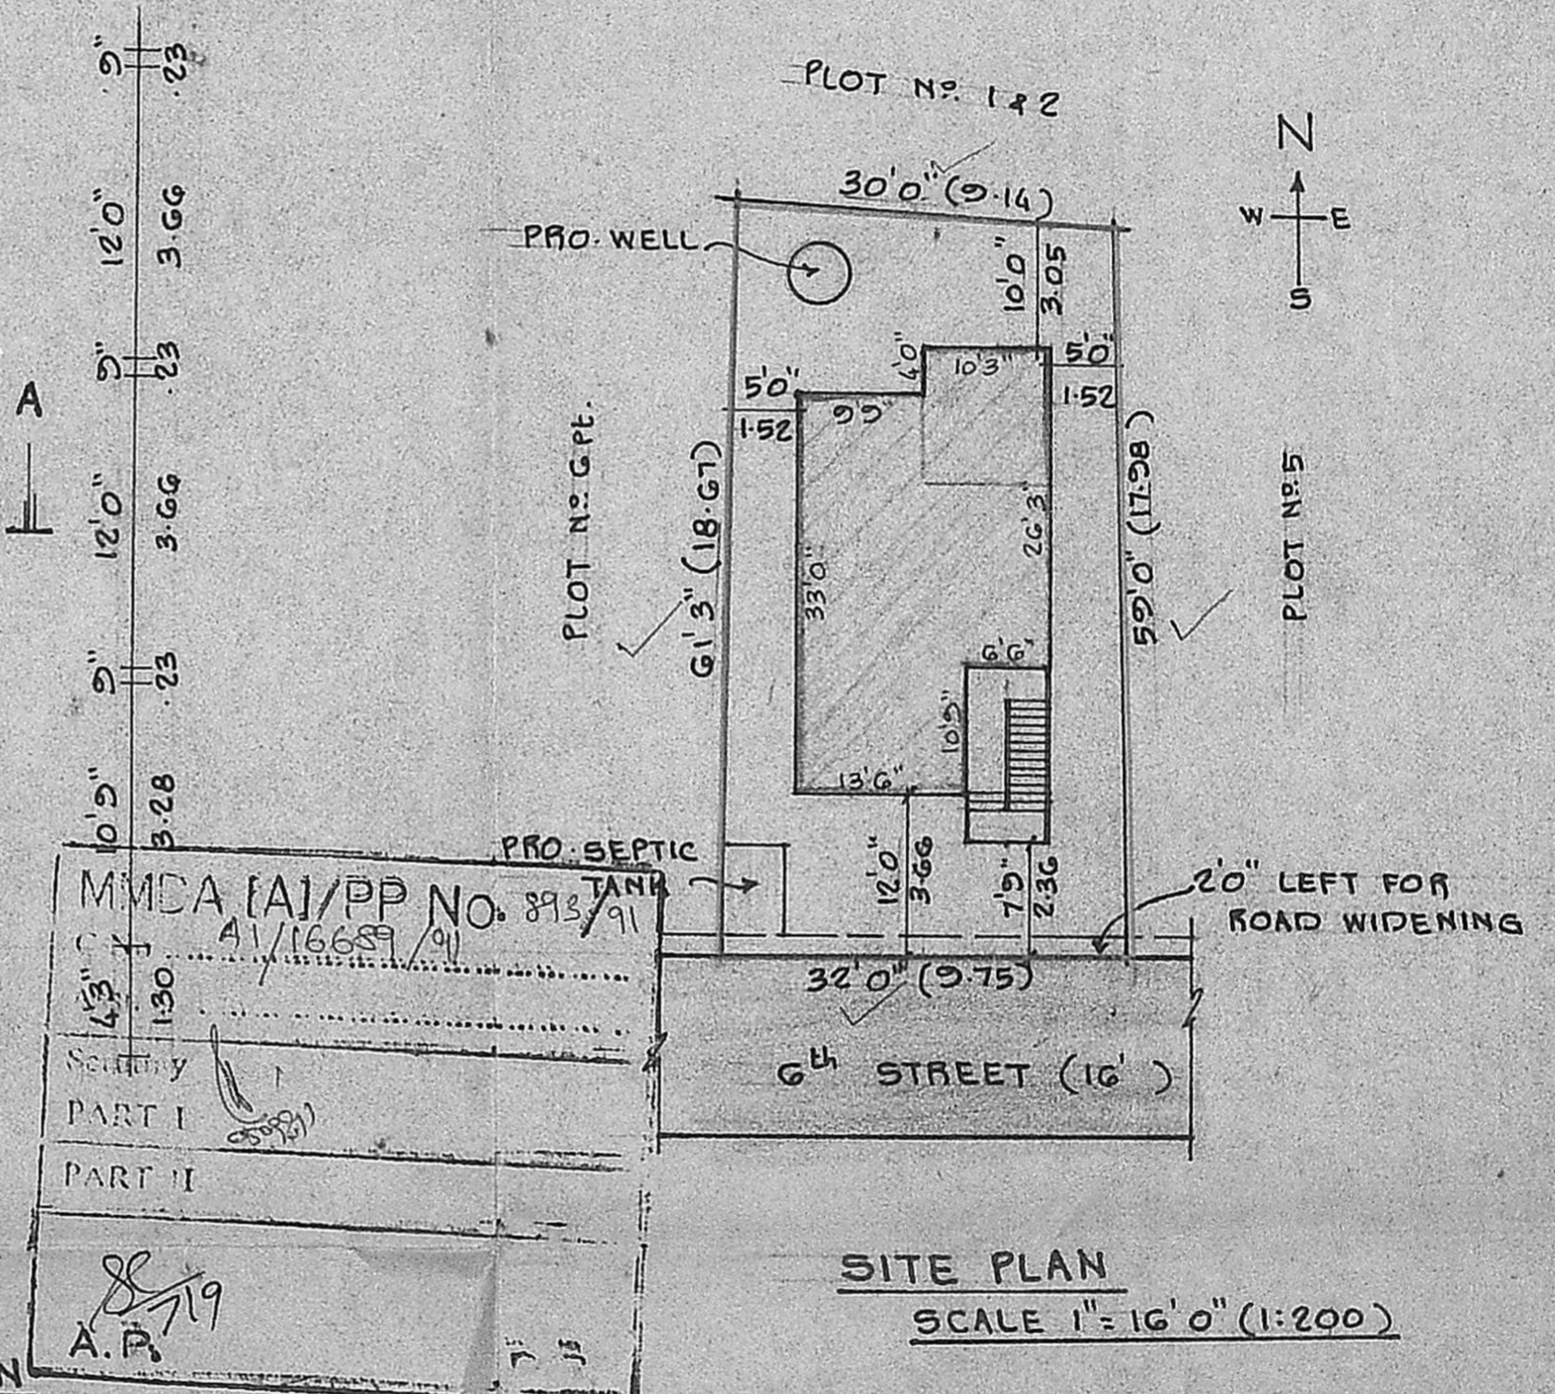 PLOT Nº. 1 & 2
30'0" (9.14)
N
W E
S
PRO. WELL
10'0"
3.05
4'0"
10'3"
5'0"
1.52
5'0"
1.52
9'9"
PLOT Nº. 6 Pt.
61'3" (18.67)
33'0"
26'3"
59'0" (17.98)
PLOT Nº. 5
6'6"
10'9"
13'6"
PRO. SEPTIC
TANK
12'0"
3.66
7'9"
2.36
2'0" LEFT FOR
ROAD WIDENING
32'0" (9.75)
6th STREET (16' )
SITE PLAN
SCALE 1"= 16'0" (1:200)
9"
.23
12'0"
3.66
9"
.23
A
12'0"
3.66
9"
.23
10'9"
3.28
4'3"
1.30
MMDA [A]/PP No. 893/91
A1/16689/91
Scrutiny
PART I
PART II
A.P.
N